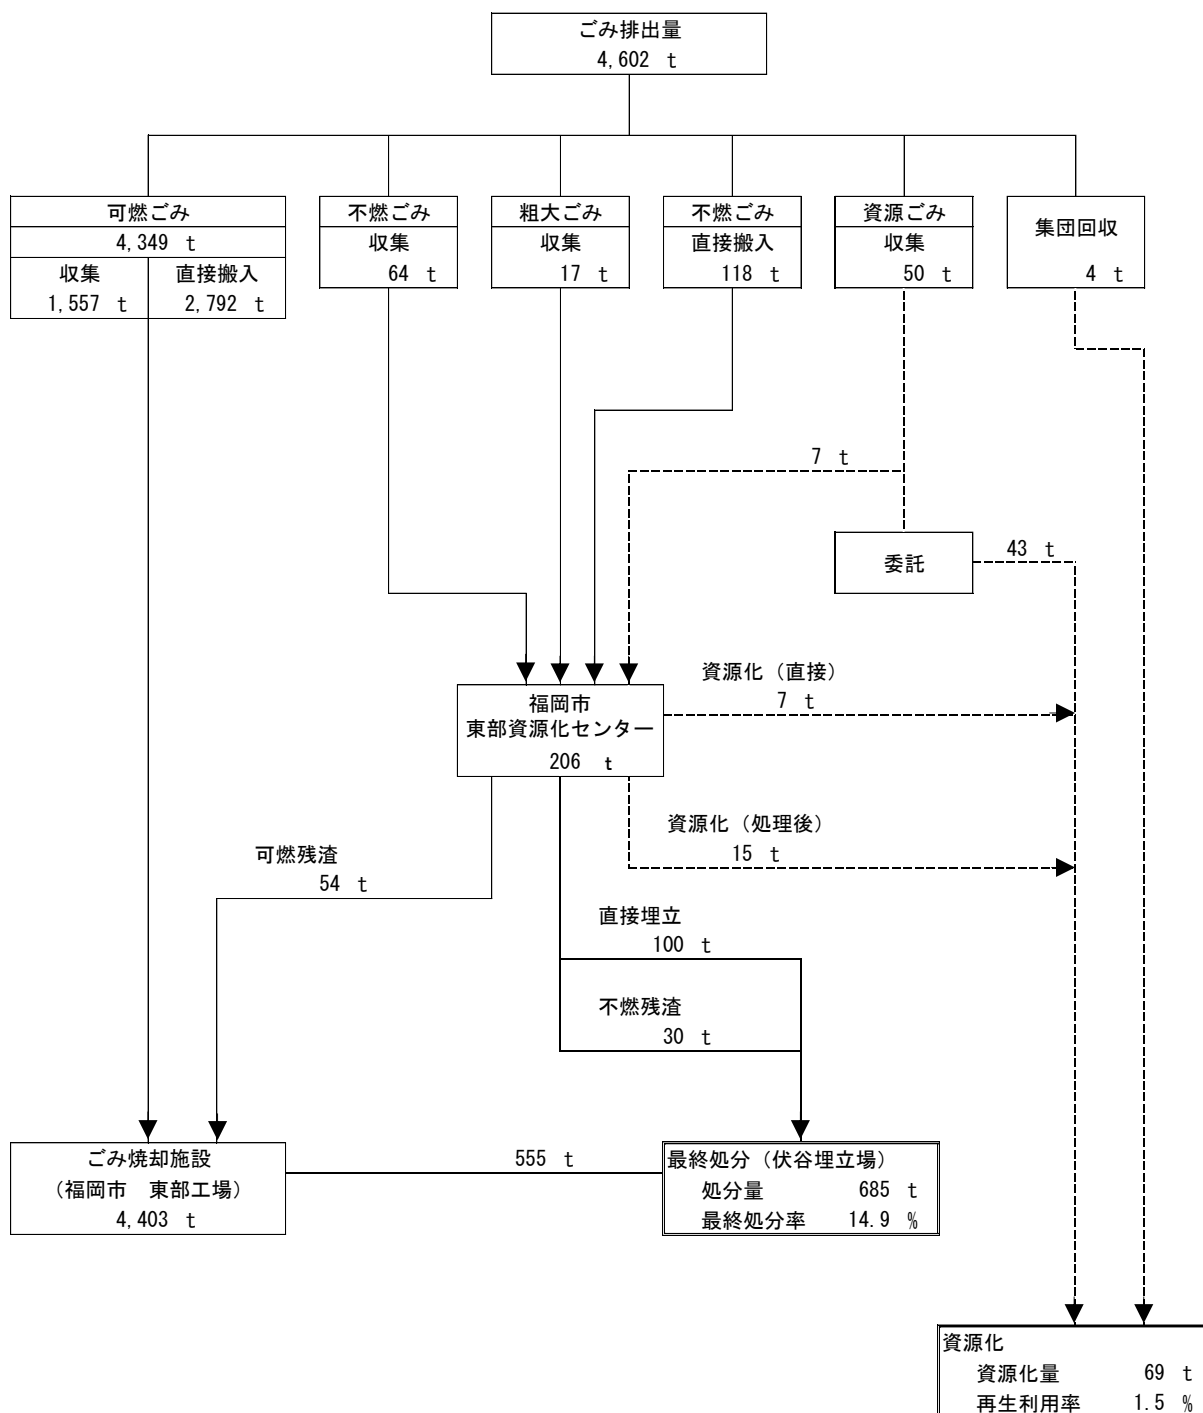 ごみ排出量
4,602 t
可燃ごみ
4,349 t
収集 直接搬入
1,557 t 2,792 t
不燃ごみ
収集
64 t
粗大ごみ
収集
17 t
不燃ごみ
直接搬入
118 t
資源ごみ
収集
50 t
集団回収
4 t
7 t
委託
43 t
福岡市
東部資源化センター
206 t
資源化（直接）
7 t
資源化（処理後）
15 t
可燃残渣
54 t
直接埋立
100 t
不燃残渣
30 t
ごみ焼却施設
（福岡市 東部工場）
4,403 t
555 t
最終処分（伏谷埋立場）
処分量 685 t
最終処分率 14.9 %
資源化
資源化量 69 t
再生利用率 1.5 %